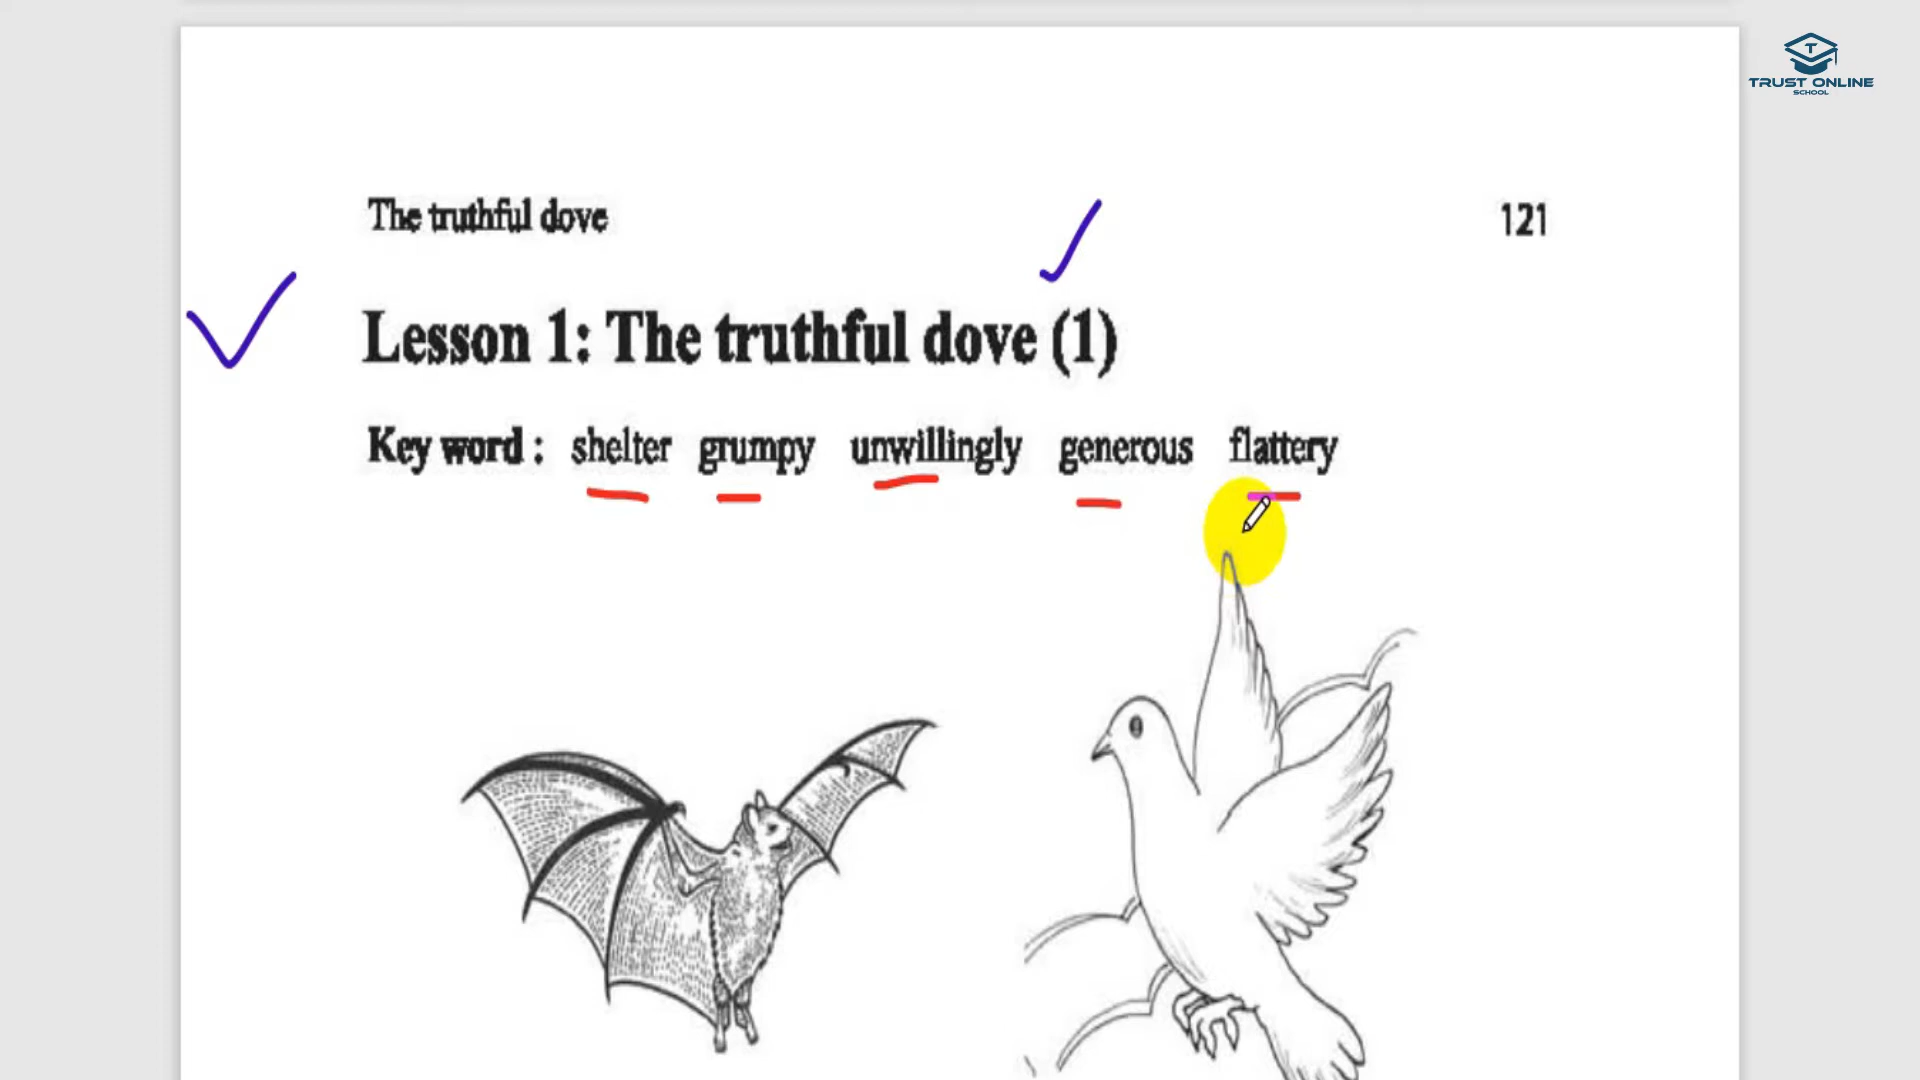 T
TRUST ONLINE
SCHOOL
The truthful dove 121
Lesson 1: The truthful dove (1)
Key word : shelter grumpy unwillingly generous flattery